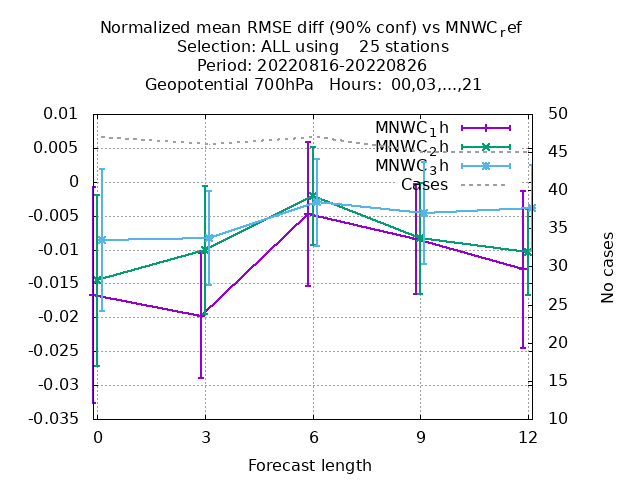 Normalized mean RMSE diff (90% conf) vs MNWC_ref
Selection: ALL using    25 stations
Period: 20220816-20220826
Geopotential 700hPa   Hours:  00,03,...,21
0.01
0.005
0
-0.005
-0.01
-0.015
-0.02
-0.025
-0.03
-0.035
50
45
40
35
30
25
20
15
10
MNWC_1h
MNWC_2h
MNWC_3h
Cases
No cases
0
3
6
9
12
Forecast length